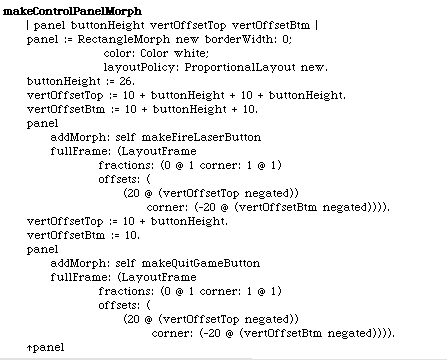 makeControlPanelMorph
| panel buttonHeight vertOffsetTop vertOffsetBtm |
panel := RectangleMorph new borderWidth: 0;
color: Color white;
layoutPolicy: ProportionalLayout new.
buttonHeight := 26.
vertOffsetTop := 10 + buttonHeight + 10 + buttonHeight.
vertOffsetBtm := 10 + buttonHeight + 10.
panel
addMorph: self makeFireLaserButton
fullFrame: (LayoutFrame
fractions: (0 @ 1 corner: 1 @ 1)
offsets: (
(20 @ (vertOffsetTop negated))
corner: (-20 @ (vertOffsetBtm negated)))).
vertOffsetTop := 10 + buttonHeight.
vertOffsetBtm := 10.
panel
addMorph: self makeQuitGameButton
fullFrame: (LayoutFrame
fractions: (0 @ 1 corner: 1 @ 1)
offsets: (
(20 @ (vertOffsetTop negated))
corner: (-20 @ (vertOffsetBtm negated)))).
↑panel